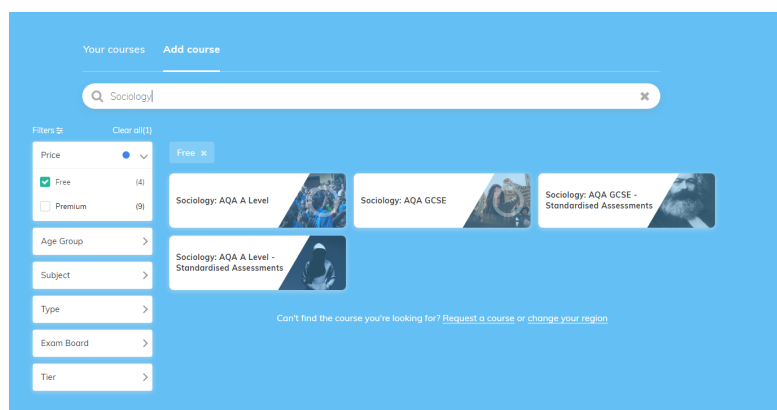 Your courses Add course
Sociology
Filters Clear all(1)
Price
Free (4)
Premium (9)
Age Group
Subject
Type
Exam Board
Tier
Free ×
Sociology: AQA A Level
Sociology: AQA GCSE
Sociology: AQA GCSE -
Standardised Assessments
Sociology: AQA A Level -
Standardised Assessments
Can't find the course you're looking for? Request a course or change your region